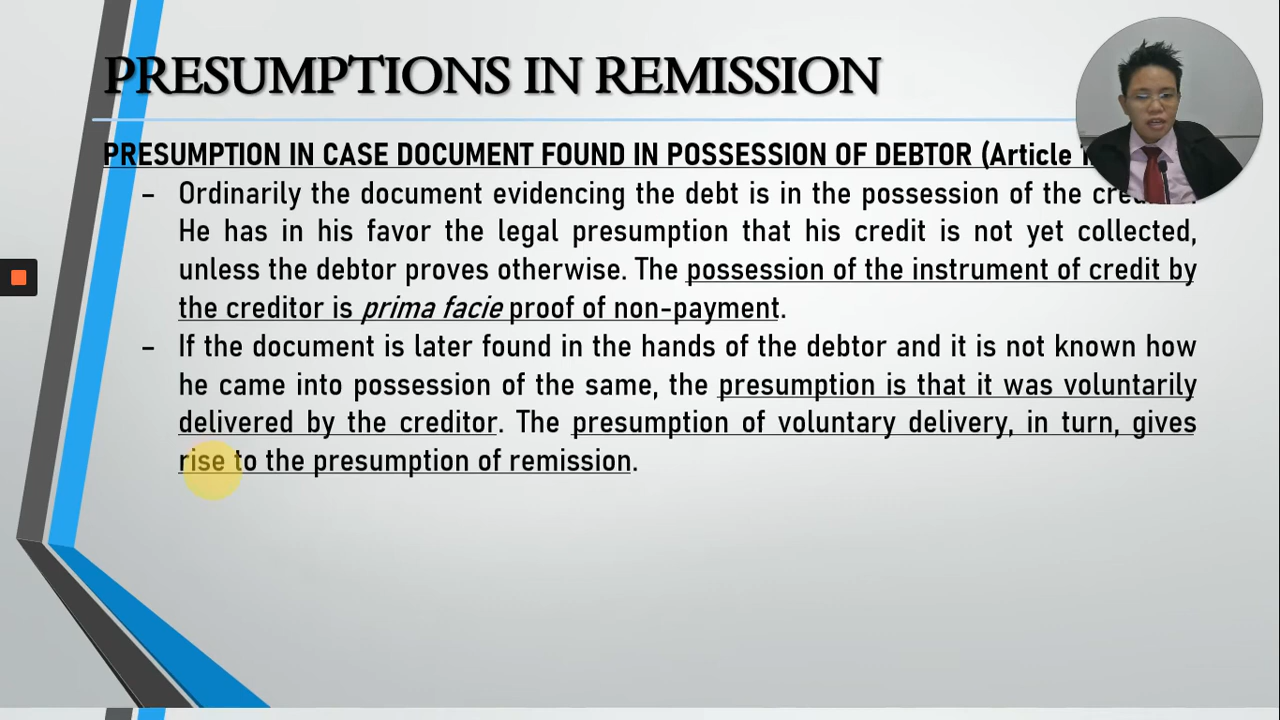 PRESUMPTIONS IN REMISSION
PRESUMPTION IN CASE DOCUMENT FOUND IN POSSESSION OF DEBTOR (Article
– Ordinarily the document evidencing the debt is in the possession of the
He has in his favor the legal presumption that his credit is not yet collected,
unless the debtor proves otherwise. The possession of the instrument of credit by
the creditor is prima facie proof of non-payment.
– If the document is later found in the hands of the debtor and it is not known how
he came into possession of the same, the presumption is that it was voluntarily
delivered by the creditor. The presumption of voluntary delivery, in turn, gives
rise to the presumption of remission.